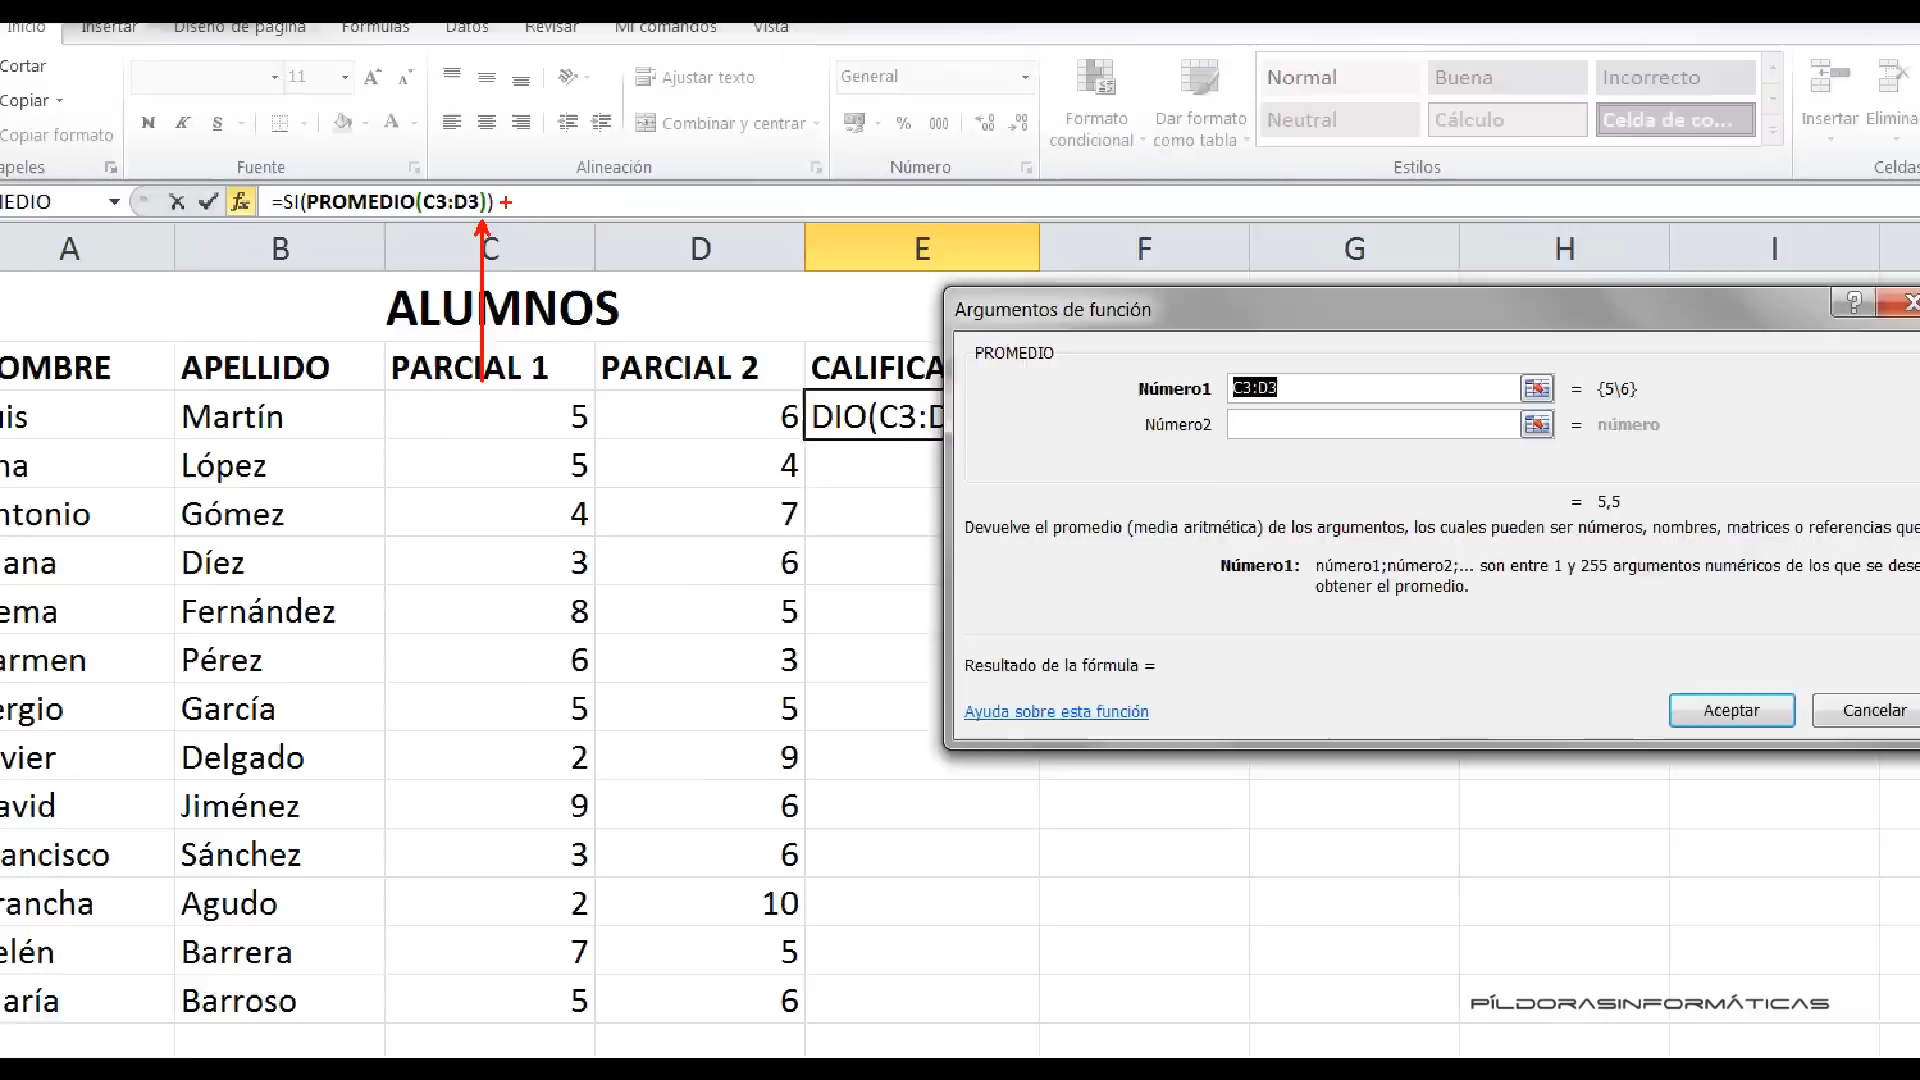 Inicio Insertar Diseño de página Fórmulas Datos Revisar Mi comandos Vista
Cortar
Copiar
Copiar formato
apeles
11
N K S A
Fuente
Ajustar texto
Combinar y centrar
Alineación
General
% 000
Número
Formato condicional
Dar formato como tabla
Normal Buena Incorrecto
Neutral Cálculo Celda de co...
Estilos
Insertar Elimina
Celdas
MEDIO =SI(PROMEDIO(C3:D3))
A B C D E F G H I
ALUMNOS
OMBRE APELLIDO PARCIAL 1 PARCIAL 2 CALIFICA
uis Martín 5 6 DIO(C3:D
na López 5 4
ntonio Gómez 4 7
iana Díez 3 6
ema Fernández 8 5
armen Pérez 6 3
ergio García 5 5
vier Delgado 2 9
avid Jiménez 9 6
ancisco Sánchez 3 6
rancha Agudo 2 10
elén Barrera 7 5
aría Barroso 5 6
Argumentos de función
PROMEDIO
Número1 C3:D3 = {5\6}
Número2 = número
= 5,5
Devuelve el promedio (media aritmética) de los argumentos, los cuales pueden ser números, nombres, matrices o referencias que
Número1: número1;número2;... son entre 1 y 255 argumentos numéricos de los que se dese
obtener el promedio.
Resultado de la fórmula =
Ayuda sobre esta función Aceptar Cancelar
PÍLDORASINFORMÁTICAS